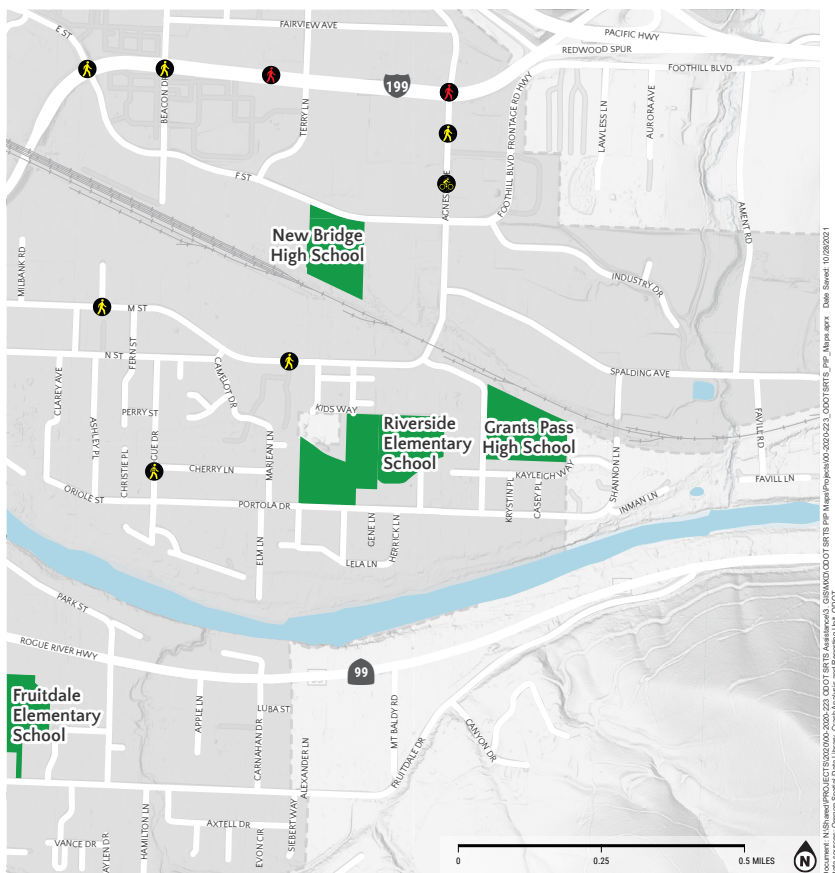 FAIRVIEW AVE
E ST
PACIFIC HWY
REDWOOD SPUR
FOOTHILL BLVD
199
BEACON DR
TERRY LN
LAWLESS LN
AURORA AVE
FOOTHILL BLVD. FRONTAGE RD HWY
F ST
AGNES
AMENT RD
New Bridge
High School
MILBANK RD
INDUSTRY DR
M ST
N ST
FERN ST
CAMELOT DR
SPALDING AVE
CLAREY AVE
ASHLEY PL
PERRY ST
KIDS WAY
Riverside
Elementary
School
Grants Pass
High School
FAVILL RD
CHRISTIE PL
GUE DR
CHERRY LN
MARJEAN LN
KAYLEIGH WAY
SHANNON LN
KRYSTIN PL
CASEY PL
FAVILL LN
ORIOLE ST
PORTOLA DR
INMAN LN
GENE LN
HERRICK LN
ELM LN
LELA LN
PARK ST
ROGUE RIVER HWY
99
Fruitdale
Elementary
School
APPLE LN
LUBA ST
CARNAHAN DR
ALEXANDER LN
MT BALDY RD
FRUITDALE DR
CANYON DR
HAMILTON LN
AXTELL DR
SIEBERT WAY
EVON CIR
VANCE DR
AYLEN DR
0
0.25
0.5 MILES
N
Date Saved: 10/28/2021